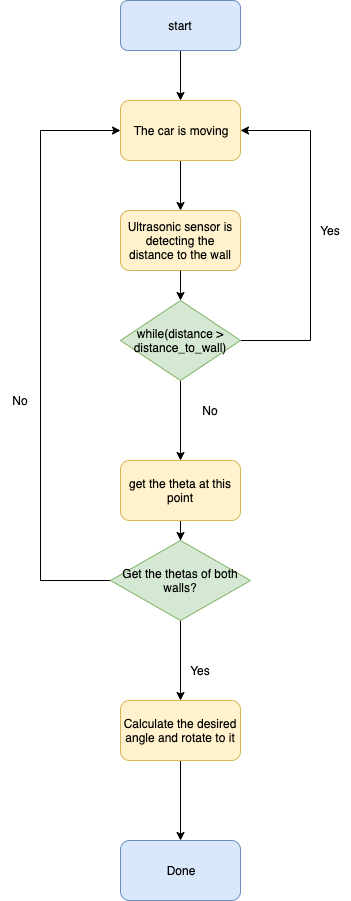 start
The car is moving
Ultrasonic sensor is
detecting the
distance to the wall
Yes
while(distance >
distance_to_wall)
No
No
get the theta at this
point
Get the thetas of both
walls?
Yes
Calculate the desired
angle and rotate to it
Done